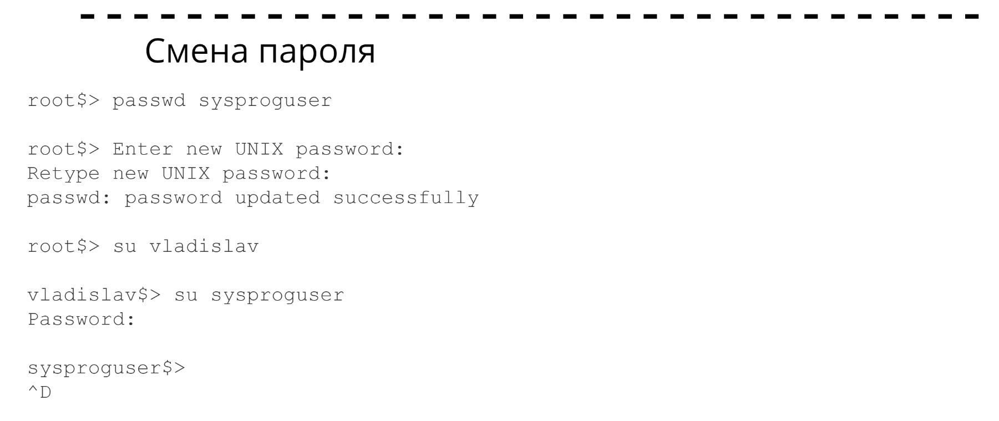 Смена пароля
root$> passwd sysproguser
root$> Enter new UNIX password:
Retype new UNIX password:
passwd: password updated successfully
root$> su vladislav
vladislav$> su sysproguser
Password:
sysproguser$>
^D